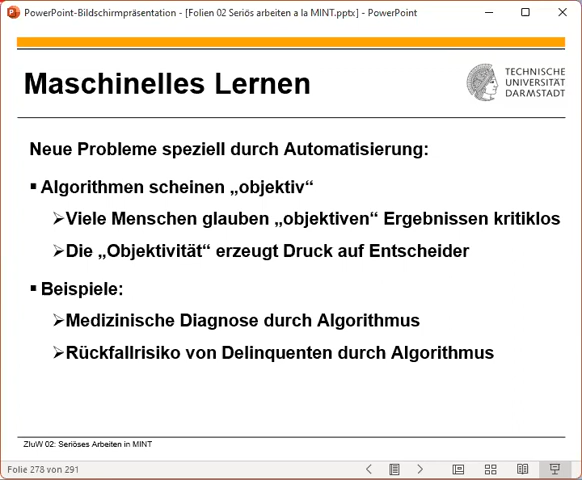 PowerPoint-Bildschirmpräsentation - [Folien 02 Seriös arbeiten a la MINT.pptx] - PowerPoint
Maschinelles Lernen
TECHNISCHE
UNIVERSITÄT
DARMSTADT
Neue Probleme speziell durch Automatisierung:
▪ Algorithmen scheinen „objektiv“
➢Viele Menschen glauben „objektiven“ Ergebnissen kritiklos
➢Die „Objektivität“ erzeugt Druck auf Entscheider
▪ Beispiele:
➢Medizinische Diagnose durch Algorithmus
➢Rückfallrisiko von Delinquenten durch Algorithmus
ZIuW 02: Seriöses Arbeiten in MINT
Folie 278 von 291